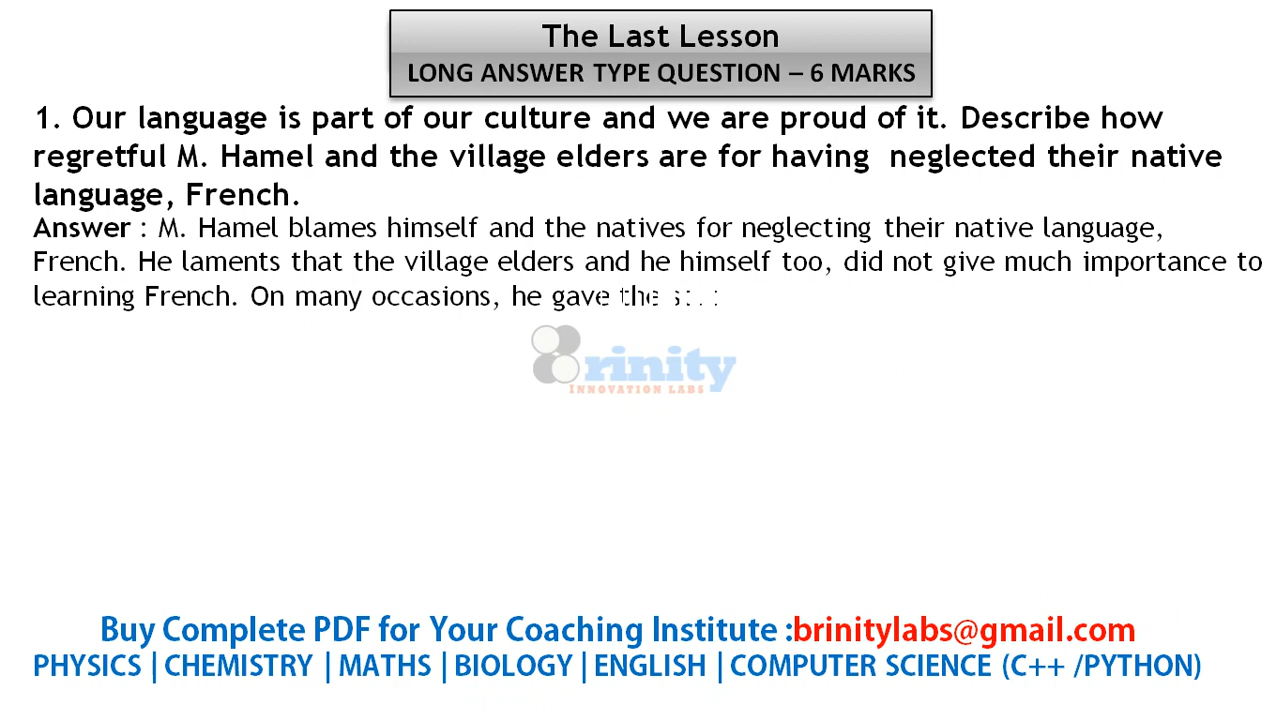 The Last Lesson
LONG ANSWER TYPE QUESTION – 6 MARKS
1. Our language is part of our culture and we are proud of it. Describe how
regretful M. Hamel and the village elders are for having neglected their native
language, French.
Answer : M. Hamel blames himself and the natives for neglecting their native language,
French. He laments that the village elders and he himself too, did not give much importance to
learning French. On many occasions, he gave the
rinity
INNOVATION LABS
Buy Complete PDF for Your Coaching Institute :brinitylabs@gmail.com
PHYSICS | CHEMISTRY | MATHS | BIOLOGY | ENGLISH | COMPUTER SCIENCE (C++ /PYTHON)